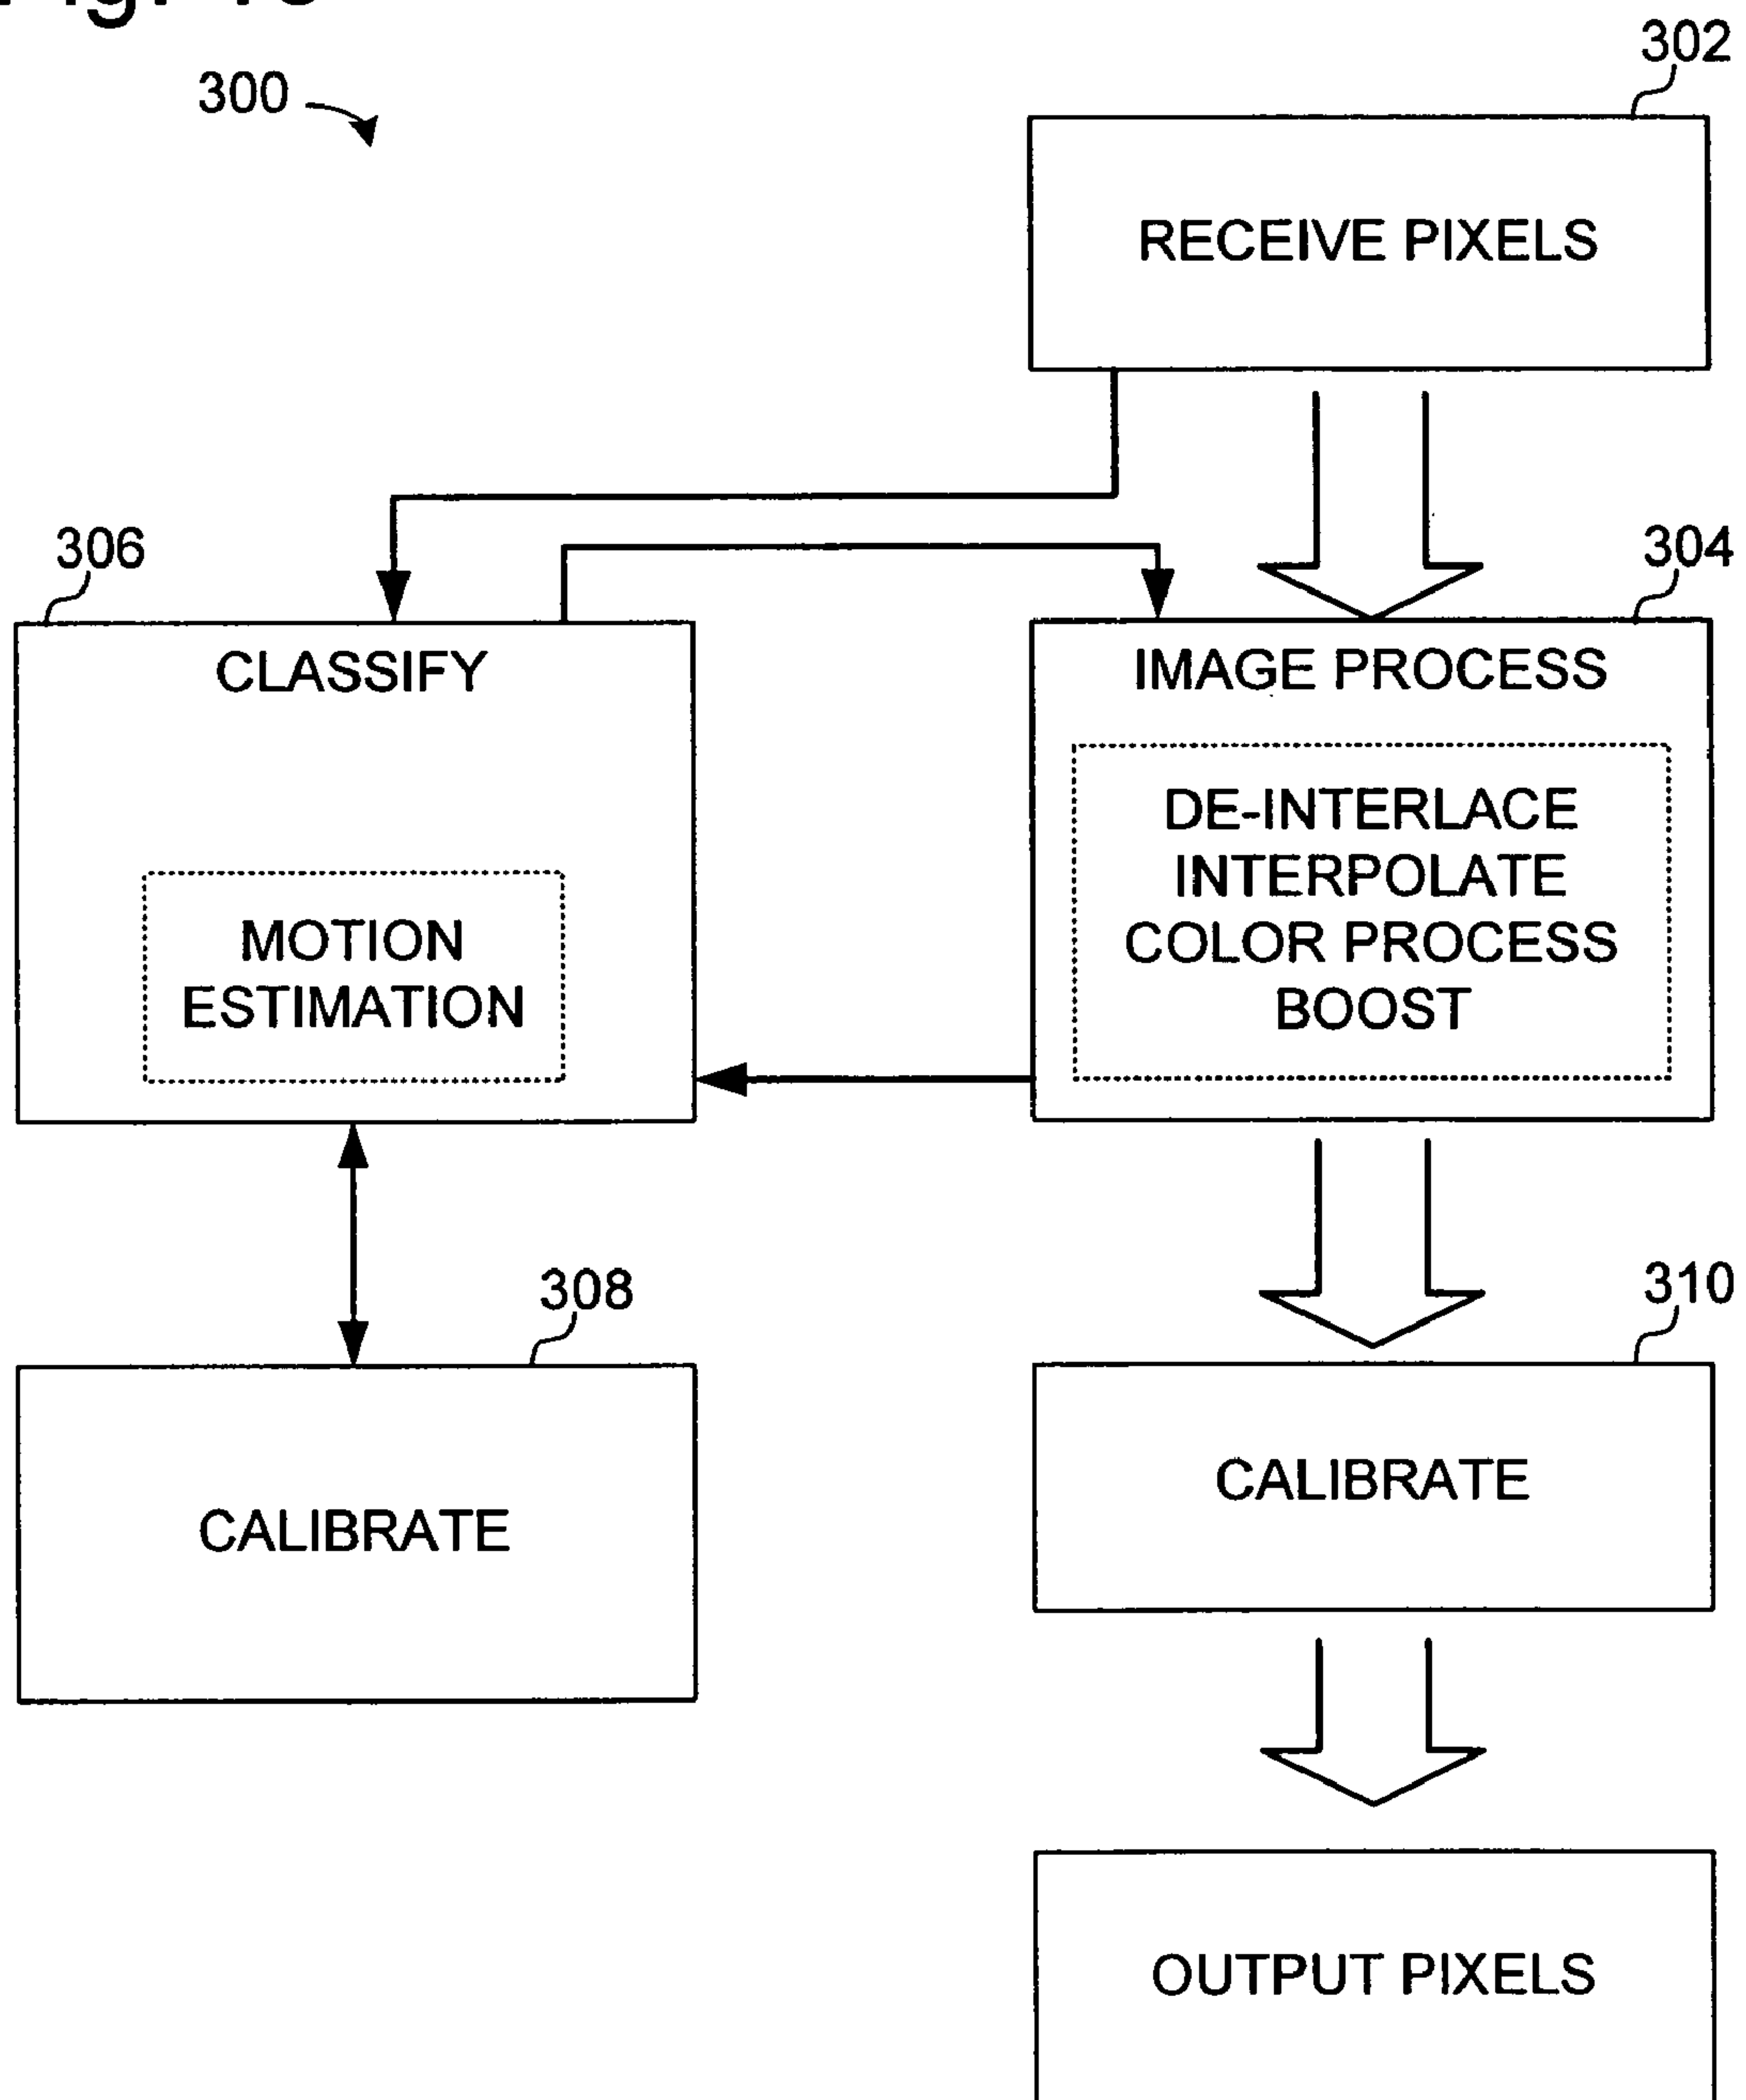 300
302
RECEIVE PIXELS
306
304
CLASSIFY
IMAGE PROCESS
DE-INTERLACE
INTERPOLATE
COLOR PROCESS
BOOST
MOTION
ESTIMATION
308
310
CALIBRATE
CALIBRATE
OUTPUT PIXELS